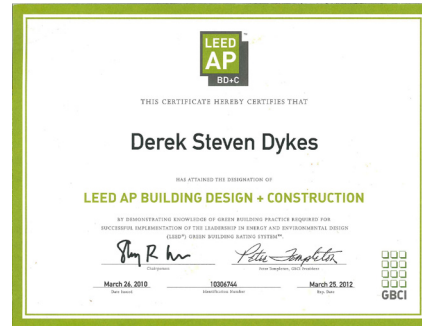 LEED
AP
BD+C
THIS CERTIFICATE HEREBY CERTIFIES THAT
Derek Steven Dykes
HAS ATTAINED THE DESIGNATION OF
LEED AP BUILDING DESIGN + CONSTRUCTION
BY DEMONSTRATING KNOWLEDGE OF GREEN BUILDING PRACTICE REQUIRED FOR
SUCCESSFUL IMPLEMENTATION OF THE LEADERSHIP IN ENERGY AND ENVIRONMENTAL DESIGN
(LEED®) GREEN BUILDING RATING SYSTEM™.
Peter Templeton
Chairperson
Peter Templeton, GBCI President
March 26, 2010 10306744 March 25, 2012
Date Issued Identification Number Exp. Date
GBCI